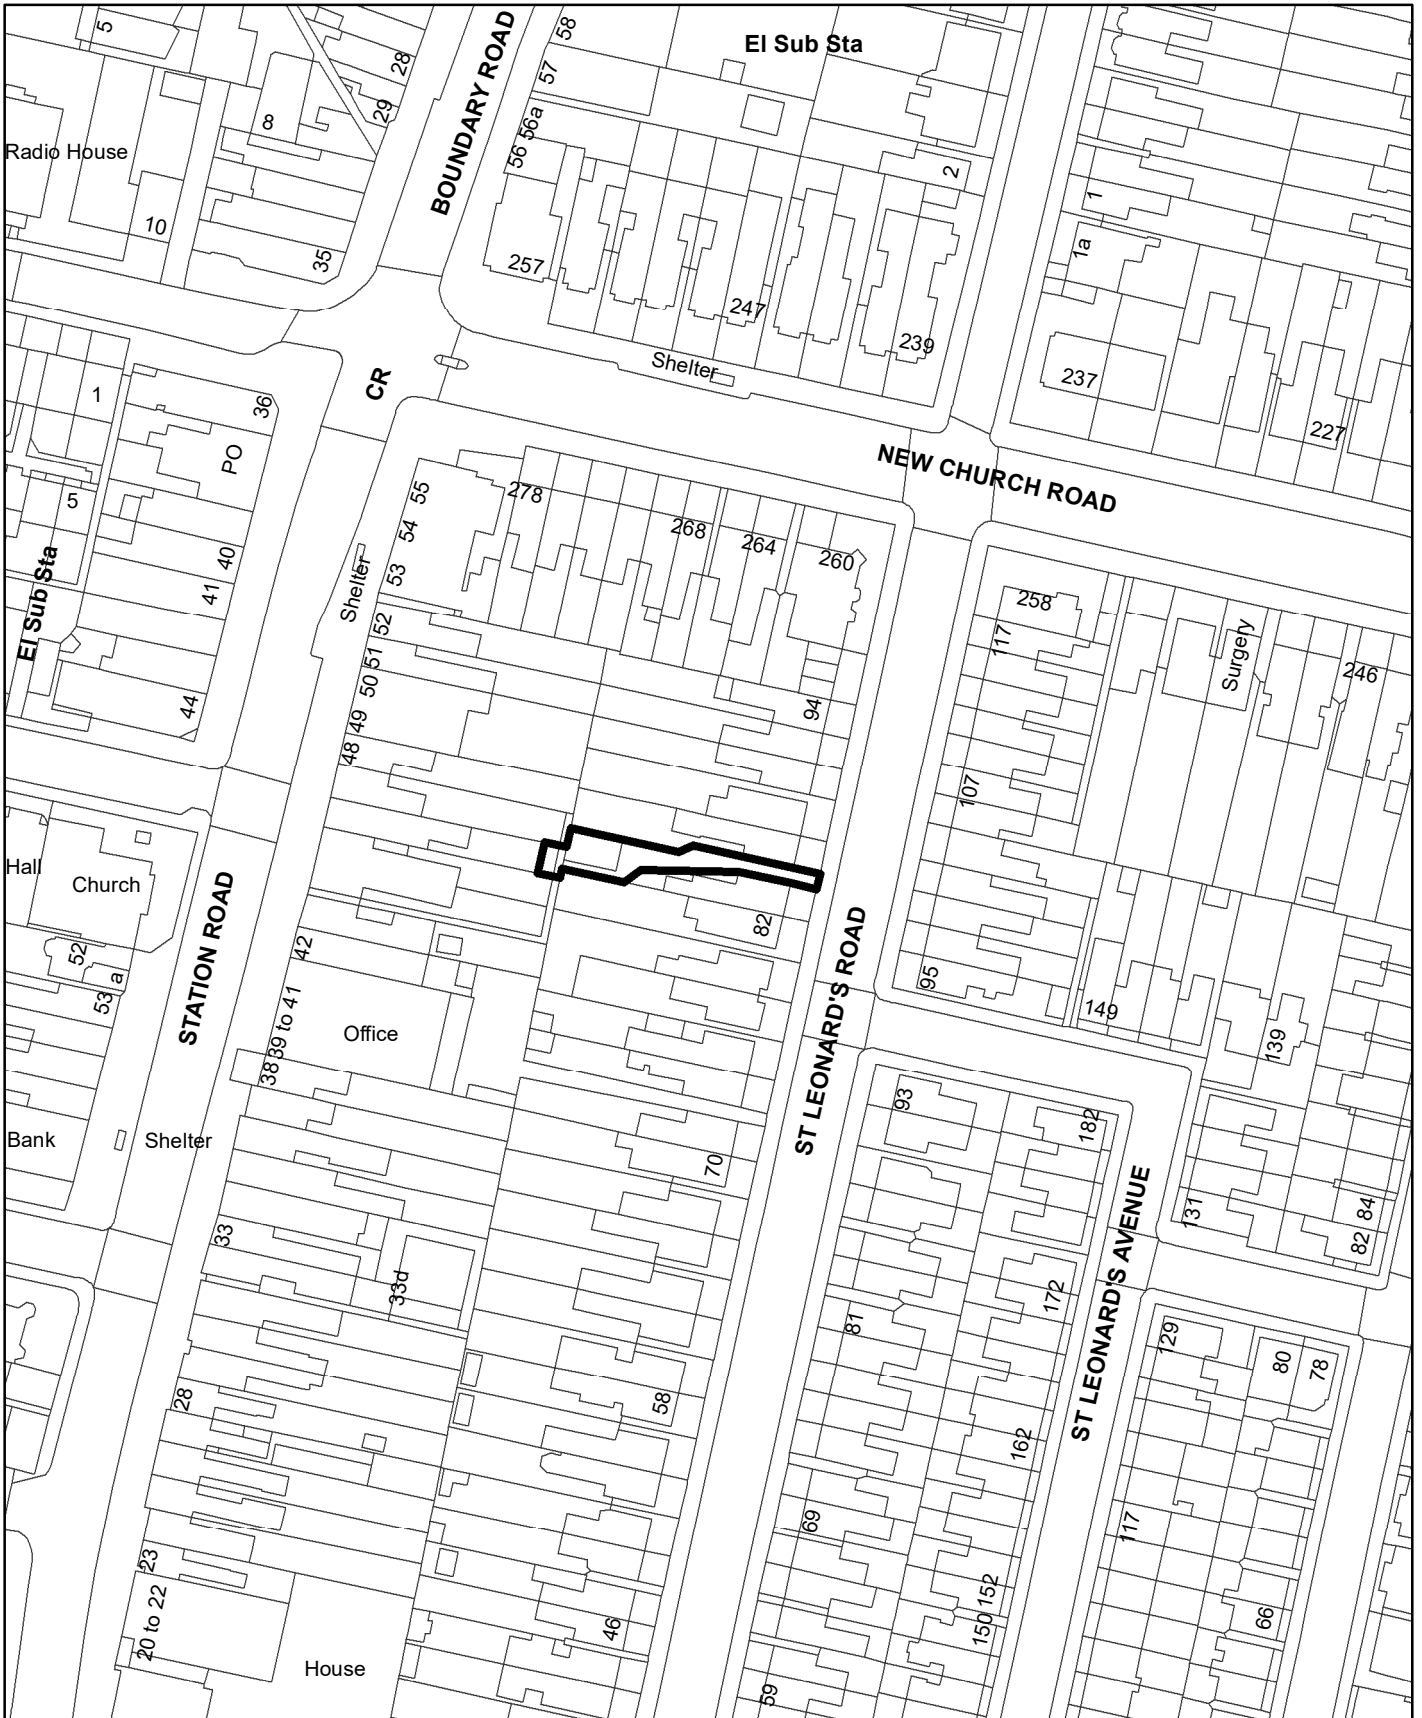 5
58
El Sub Sta
BOUNDARY ROAD
28
57
29
8
56a
56
Radio House
2
1
10
1a
35
257
247
239
Shelter
237
1
CR
36
227
PO
NEW CHURCH ROAD
5
55
278
54
268
264
260
40
41
El Sub Sta
Shelter
53
52
258
117
Surgery
51
50
246
44
49
94
48
107
Hall
Church
STATION ROAD
82
52
42
ST LEONARD'S ROAD
95
a
53
39 to 41
Office
149
139
38
93
182
Bank
Shelter
70
ST LEONARD'S AVENUE
131
84
82
33
33d
172
81
129
80
78
28
58
162
69
117
23
152
150
20 to 22
46
66
House
59